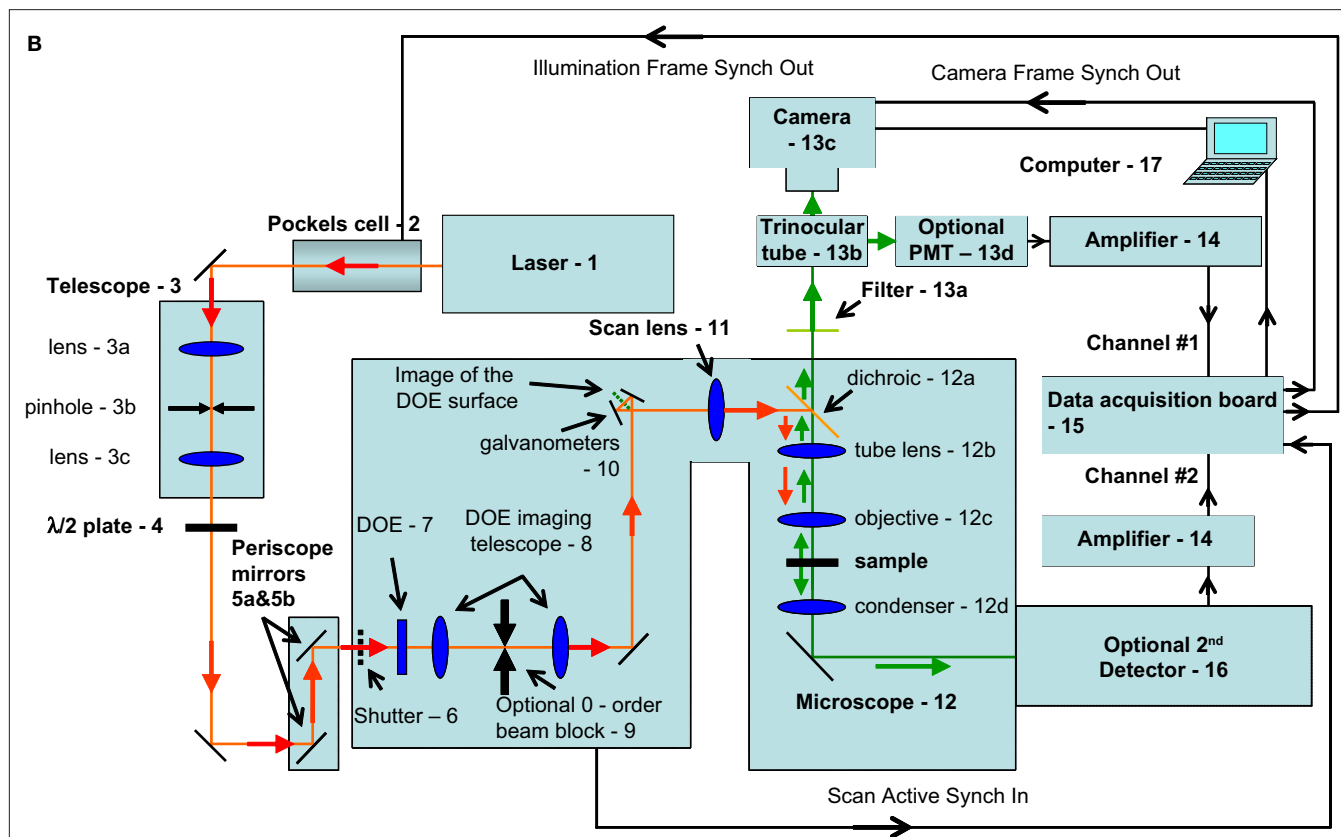 B
Illumination Frame Synch Out
Camera Frame Synch Out
Camera
- 13c
Computer - 17
Pockels cell - 2
Laser - 1
Trinocular
tube - 13b
Optional
PMT – 13d
Amplifier - 14
Telescope - 3
Filter - 13a
Scan lens - 11
Channel #1
lens - 3a
Image of the
DOE surface
dichroic - 12a
pinhole - 3b
Data acquisition board
- 15
galvanometers
- 10
lens - 3c
tube lens - 12b
Channel #2
λ/2 plate - 4
DOE - 7
DOE imaging
telescope - 8
objective - 12c
Amplifier - 14
Periscope
mirrors
5a&5b
sample
condenser - 12d
Optional 2nd
Detector - 16
Shutter – 6
Optional 0 - order
beam block - 9
Microscope - 12
Scan Active Synch In